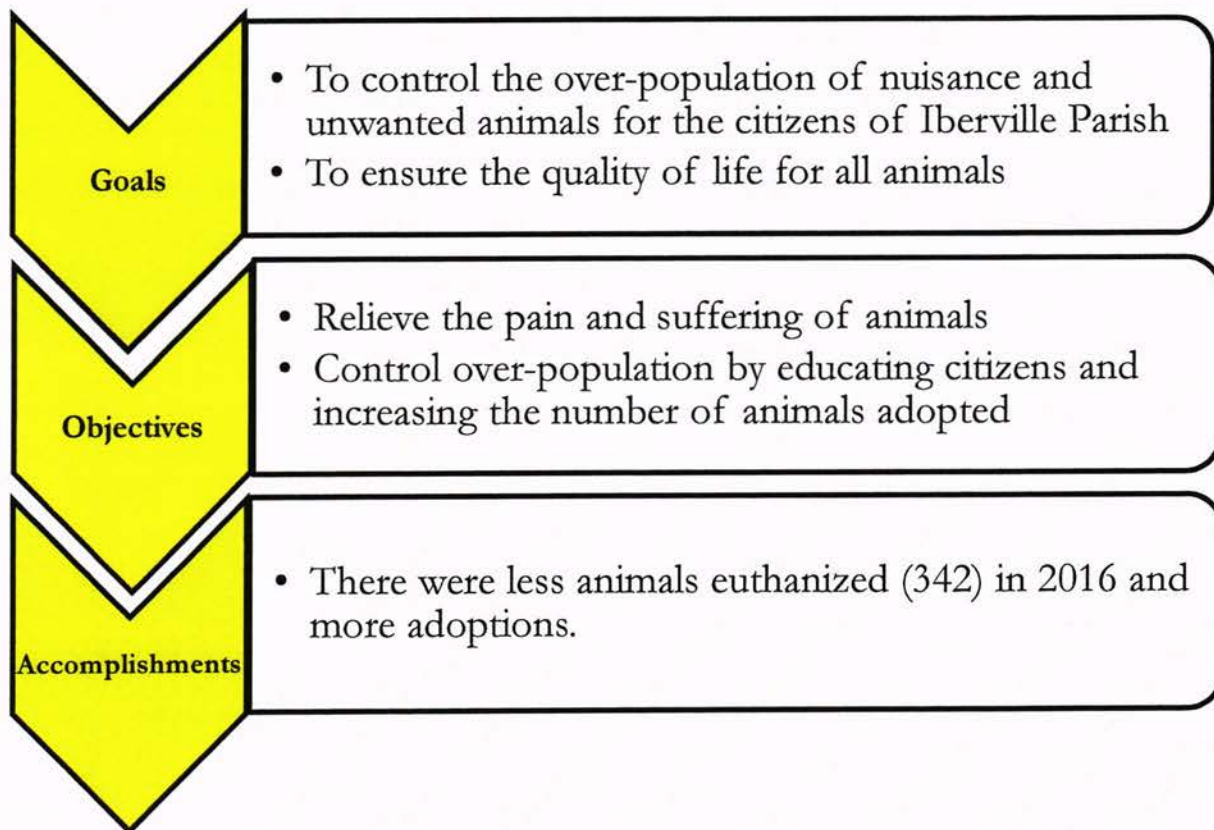 Goals
• To control the over-population of nuisance and
unwanted animals for the citizens of Iberville Parish
• To ensure the quality of life for all animals
Objectives
• Relieve the pain and suffering of animals
• Control over-population by educating citizens and
increasing the number of animals adopted
Accomplishments
• There were less animals euthanized (342) in 2016 and
more adoptions.